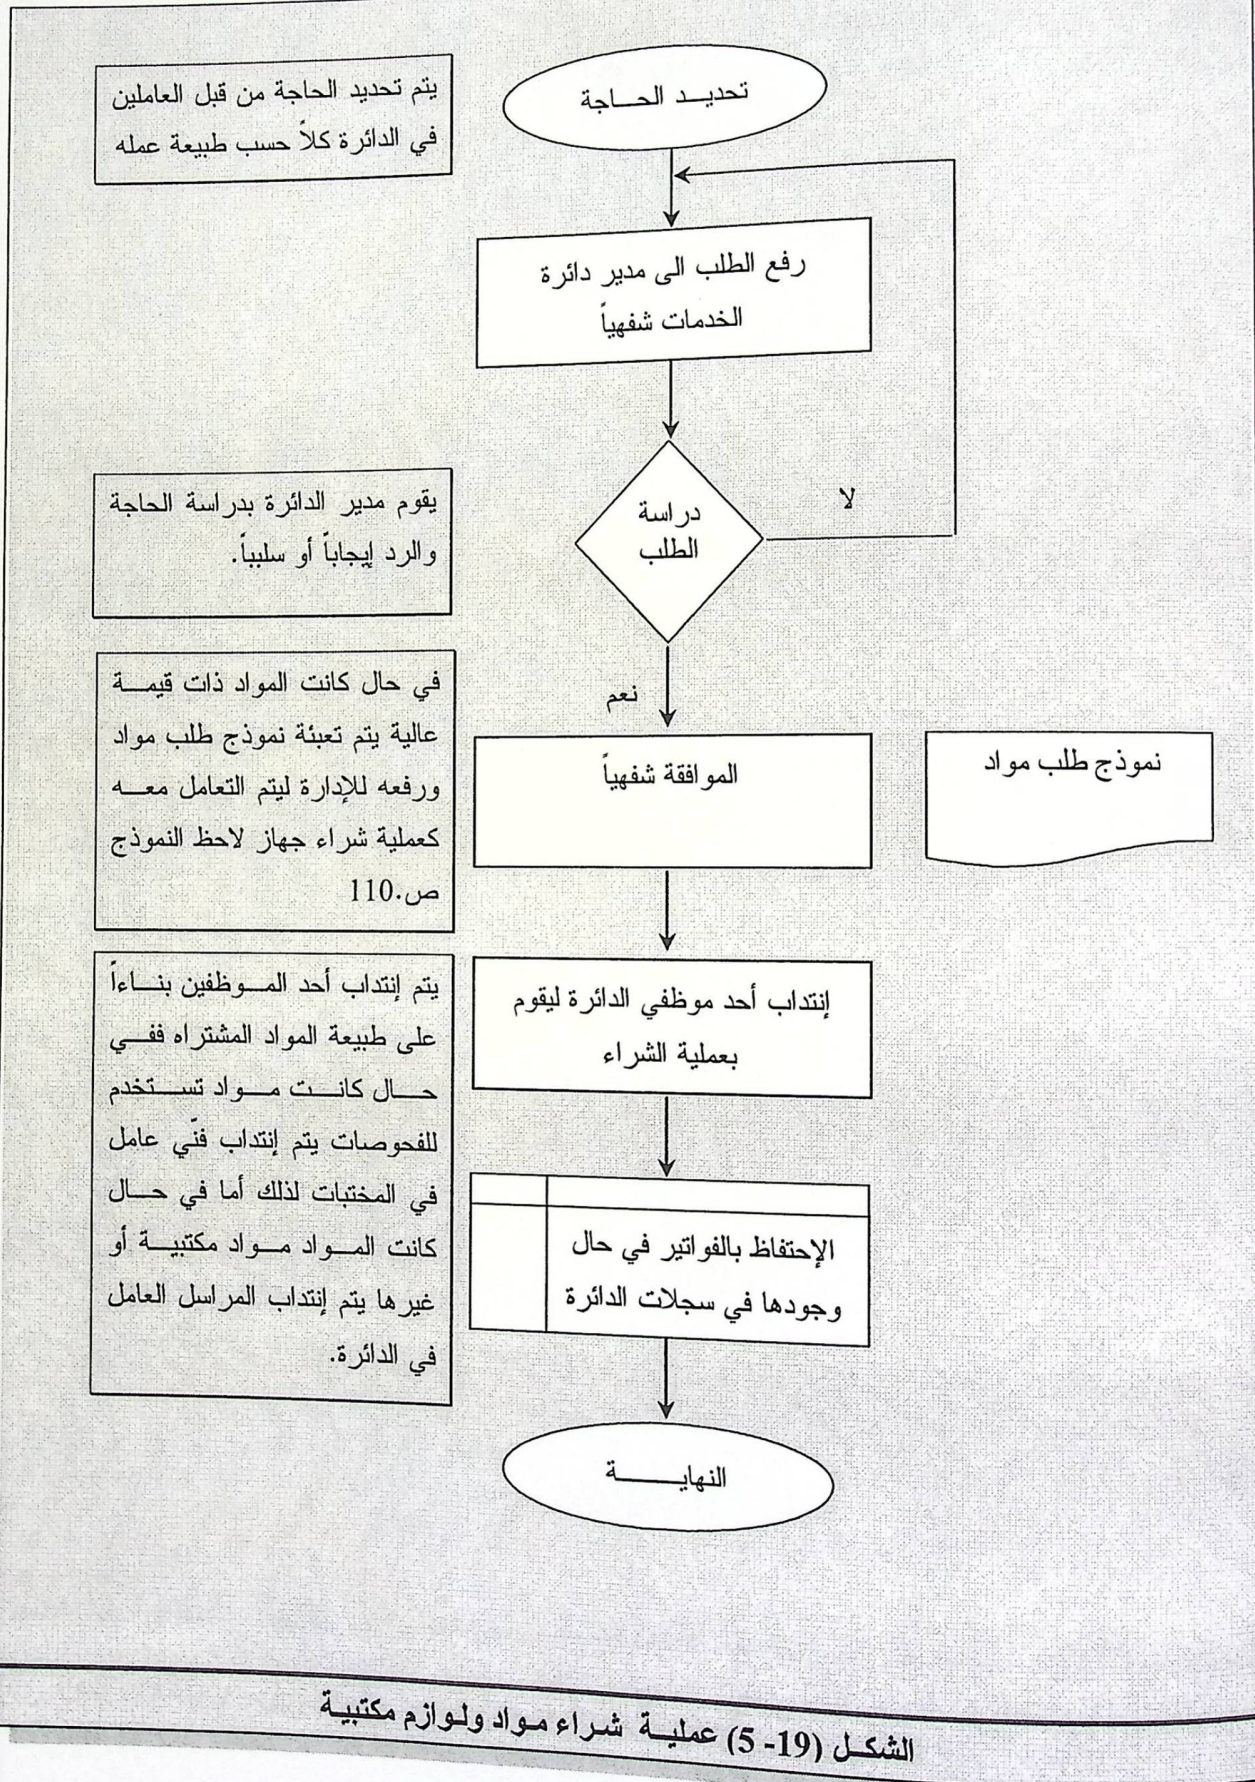 تحديد الحاجة
يتم تحديد الحاجة من قبل العاملين
في الدائرة كلاً حسب طبيعة عمله
رفع الطلب الى مدير دائرة
الخدمات شفهياً
دراسة
الطلب
لا
يقوم مدير الدائرة بدراسة الحاجة
والرد إيجاباً أو سلبياً.
نعم
نموذج طلب مواد
الموافقة شفهياً
في حال كانت المواد ذات قيمة
عالية يتم تعبئة نموذج طلب مواد
ورفعه للإدارة ليتم التعامل معه
كعملية شراء جهاز لاحظ النموذج
ص.110
إنتداب أحد موظفي الدائرة ليقوم
بعملية الشراء
يتم إنتداب أحد الموظفين بناءاً
على طبيعة المواد المشتراه ففي
حال كانت مواد تستخدم
للفحوصات يتم إنتداب فنّي عامل
في المختبات لذلك أما في حال
كانت المواد مواد مكتبية أو
غيرها يتم إنتداب المراسل العامل
في الدائرة.
الإحتفاظ بالفواتير في حال
وجودها في سجلات الدائرة
النهاية
الشكل (19- 5) عملية شراء مواد ولوازم مكتبية